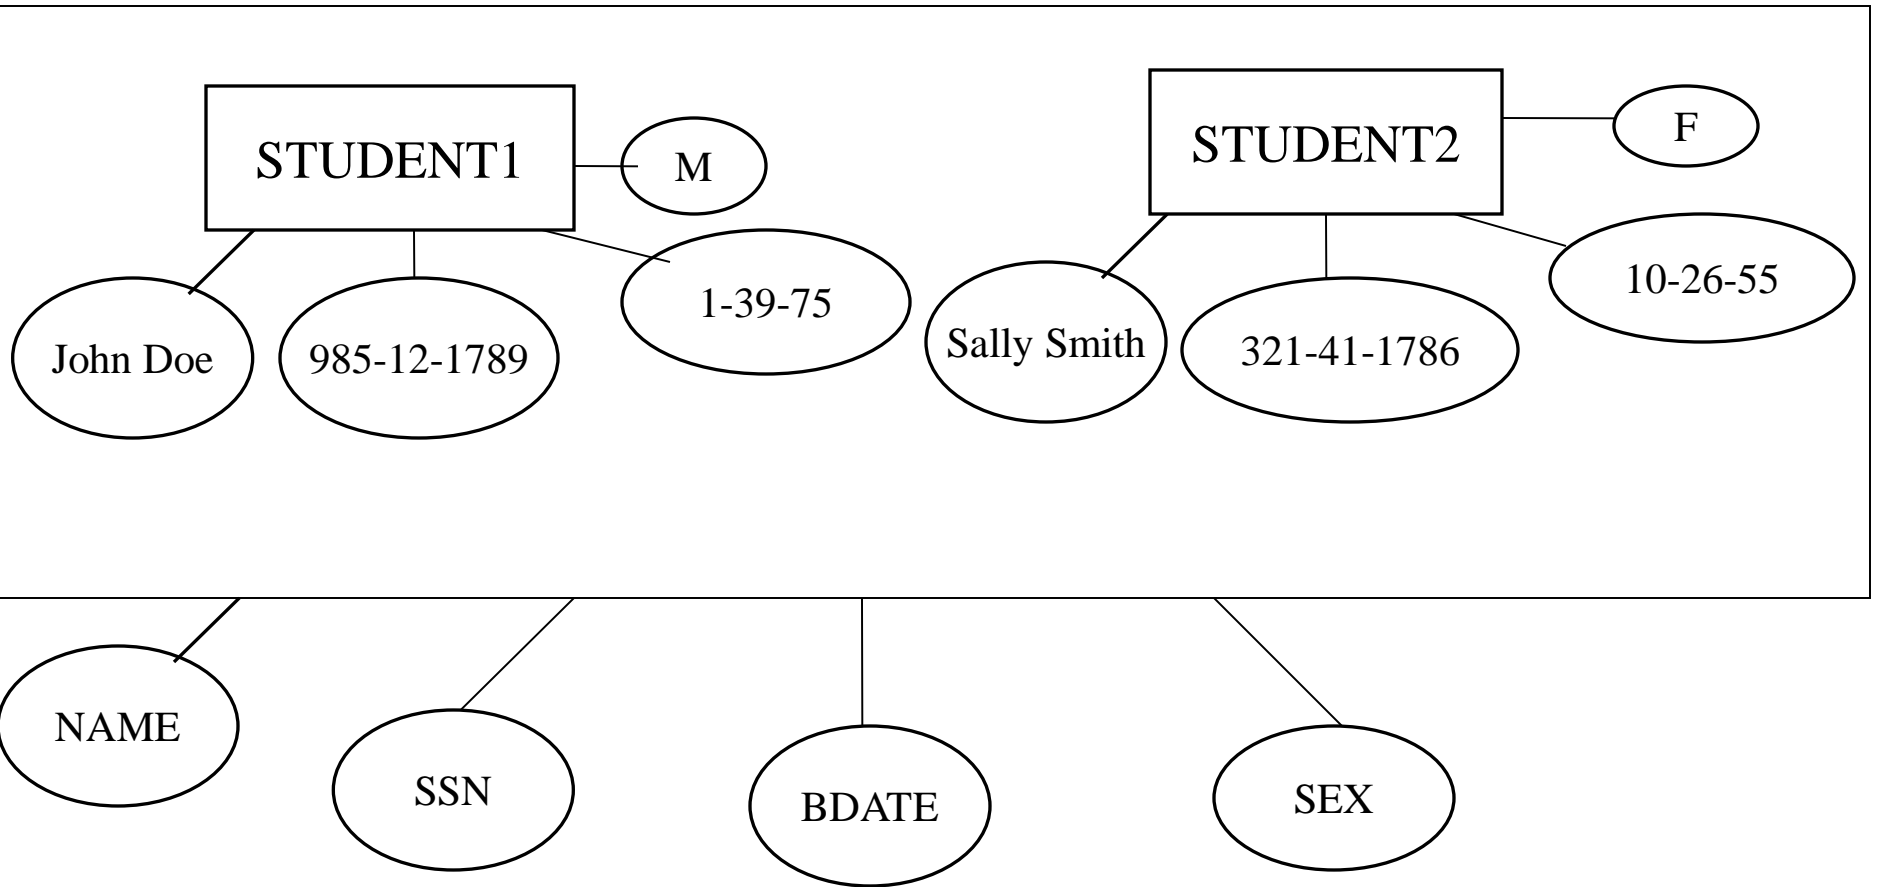 STUDENT1
M
STUDENT2
F
John Doe
985-12-1789
1-39-75
Sally Smith
321-41-1786
10-26-55
NAME
SSN
BDATE
SEX